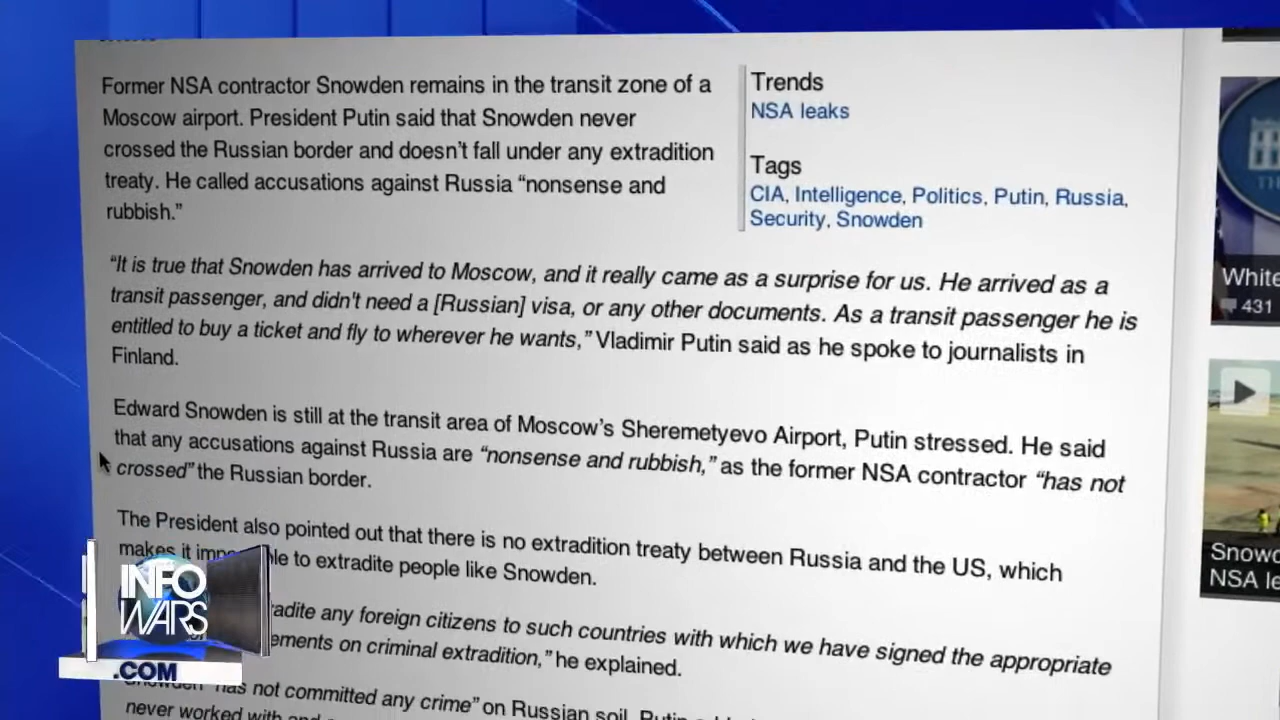 Former NSA contractor Snowden remains in the transit zone of a
Moscow airport. President Putin said that Snowden never
crossed the Russian border and doesn't fall under any extradition
treaty. He called accusations against Russia “nonsense and
rubbish.”
Trends
NSA leaks
Tags
CIA, Intelligence, Politics, Putin, Russia,
Security, Snowden
“It is true that Snowden has arrived to Moscow, and it really came as a surprise for us. He arrived as a
transit passenger, and didn't need a [Russian] visa, or any other documents. As a transit passenger he is
entitled to buy a ticket and fly to wherever he wants,” Vladimir Putin said as he spoke to journalists in
Finland.
Edward Snowden is still at the transit area of Moscow's Sheremetyevo Airport, Putin stressed. He said
that any accusations against Russia are “nonsense and rubbish,” as the former NSA contractor “has not
crossed” the Russian border.
The President also pointed out that there is no extradition treaty between Russia and the US, which
makes it to extradite people like Snowden.
any foreign citizens to such countries with which we have signed the appropriate
on criminal extradition,” he explained.
Snowden “has not committed any crime” on Russian soil, Putin
never worked with and
White
431
NSA
INFO
WARS
.COM